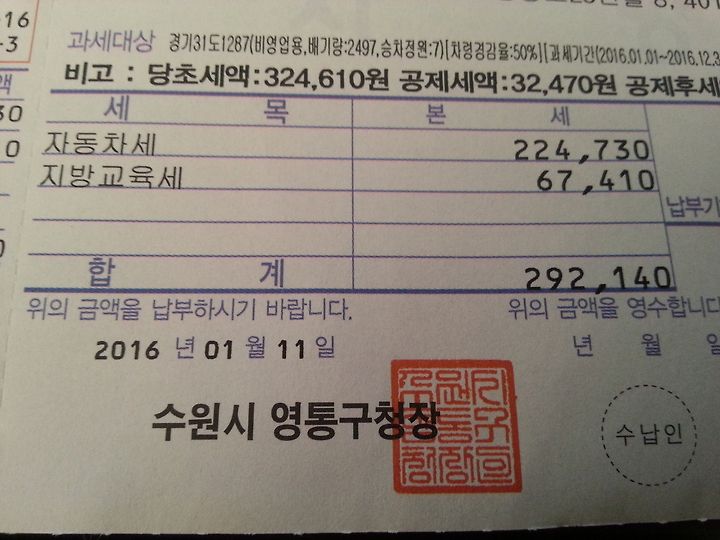 -16
-3
과세대상 경기31도1287(비영업용,배기량:2497,승차정원:7)[차령경감율:50%][과세기간(2016.01.01~2016.12.3
비고 : 당초세액:324,610원 공제세액:32,470원 공제후세
액
세 목 본 세
30
자동차세 224,730
0
지방교육세 67,410
납부기
합 계 292,140
0
위의 금액을 납부하시기 바랍니다. 위의 금액을 영수합니다
2016 년 01 월 11 일 년 월 일
수원시 영통구청장
수납인